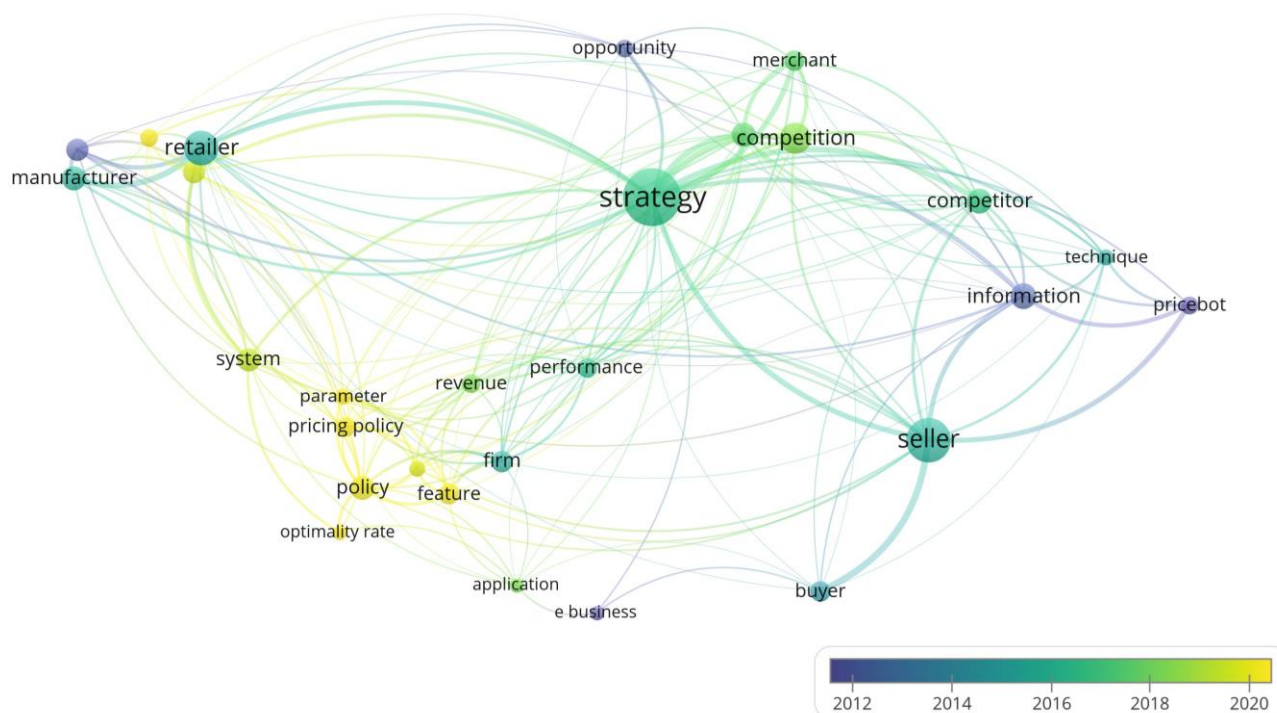 opportunity
merchant
competition
retailer
manufacturer
strategy
competitor
technique
information
pricebot
system
performance
revenue
parameter
pricing policy
seller
firm
policy
feature
optimality rate
application
buyer
e business
2012 2014 2016 2018 2020